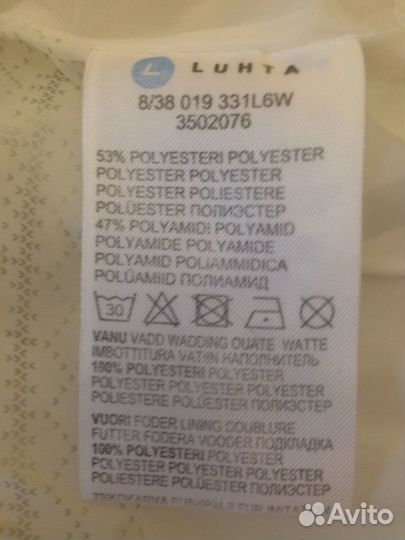 LUHTA
8/38 019 331L6W
3502076
53% POLYESTERI POLYESTER
POLYESTER POLYESTER
POLYESTER POLIESTERE
POLÜESTER ПОЛИЭСТЕР
47% POLYAMIDI POLYAMID
POLYAMIDE POLYAMIDE
POLYAMID POLIAMMIDICA
POLÜAMIID ПОЛИАМИД
30
VANU VADD WADDING OUATE WATTE
IMBOTTITURA VATIIN НАПОЛНИТЕЛЬ
100% POLYESTERI POLYESTER
POLYESTER POLYESTER POLYESTER
POLIESTERE POLÜESTER ПОЛИЭСТЕР
VUORI FODER LINING DOUBLURE
FUTTER FODERA VOODER ПОДКЛАДКА
100% POLYESTERI POLYESTER
POLYESTER POLYESTER POLYESTER
POLIESTERE POLÜESTER ПОЛИЭСТЕР
TEKOKARVA
Avito